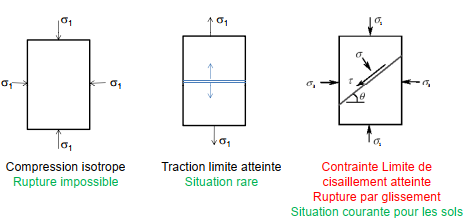 σ₁
σ₁
σ₁
σ₁
Compression isotrope
Rupture impossible
σ₁
σ₁
Traction limite atteinte
Situation rare
σ
τ
θ
Contrainte Limite de
cisaillement atteinte
Rupture par glissement
Situation courante pour les sols